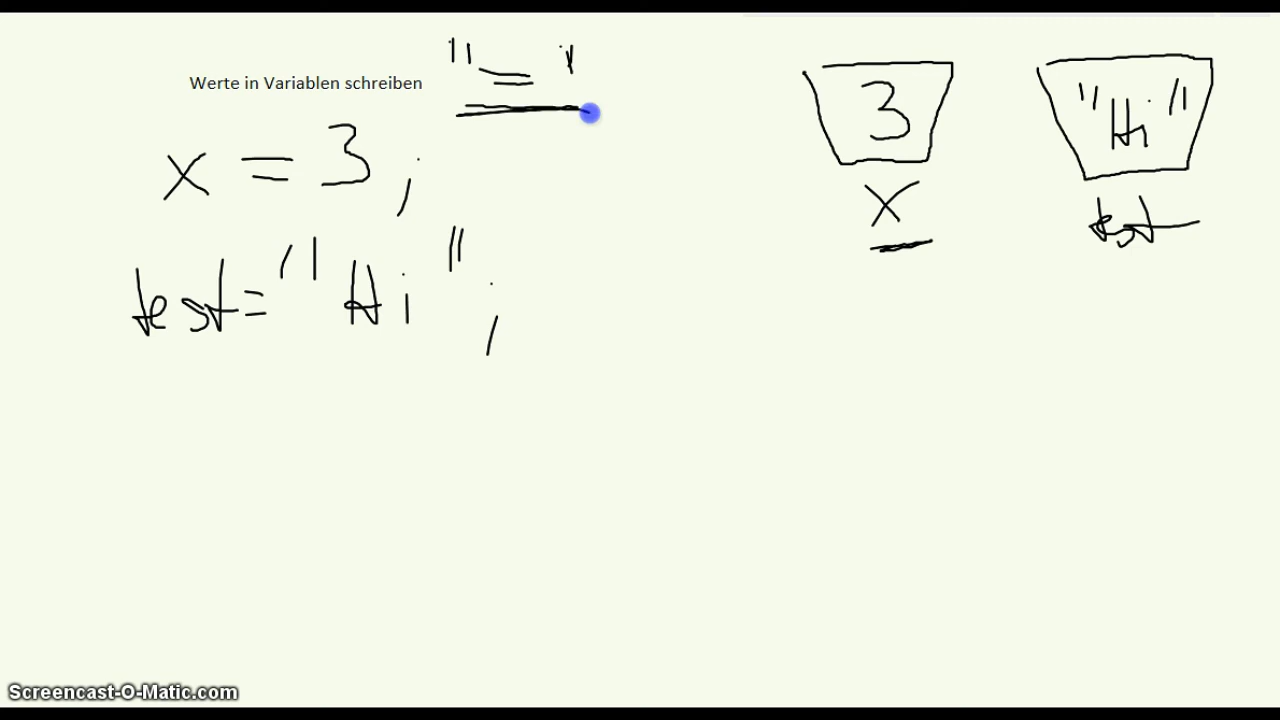 Werte in Variablen schreiben
"="
x = 3;
test="Hi";
3
x
"Hi"
test
Screencast-O-Matic.com